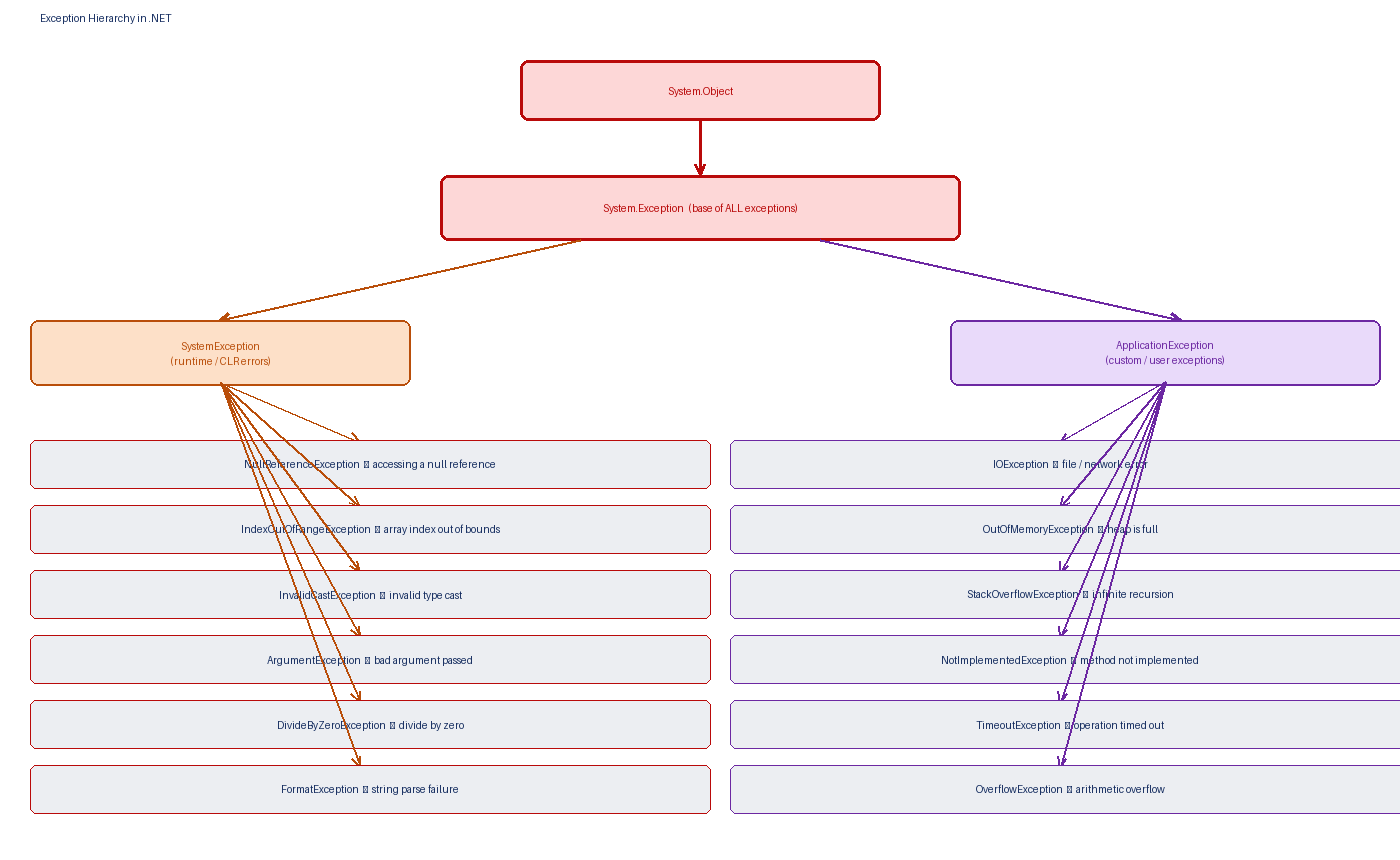 Exception Hierarchy in .NET
System.Object
System.Exception (base of ALL exceptions)
SystemException
(runtime / CLR errors)
ApplicationException
(custom / user exceptions)
NullReferenceException ▯ accessing a null reference
IOException ▯ file / network error
IndexOutOfRangeException ▯ array index out of bounds
OutOfMemoryException ▯ heap is full
InvalidCastException ▯ invalid type cast
StackOverflowException ▯ infinite recursion
ArgumentException ▯ bad argument passed
NotImplementedException ▯ method not implemented
DivideByZeroException ▯ divide by zero
TimeoutException ▯ operation timed out
FormatException ▯ string parse failure
OverflowException ▯ arithmetic overflow